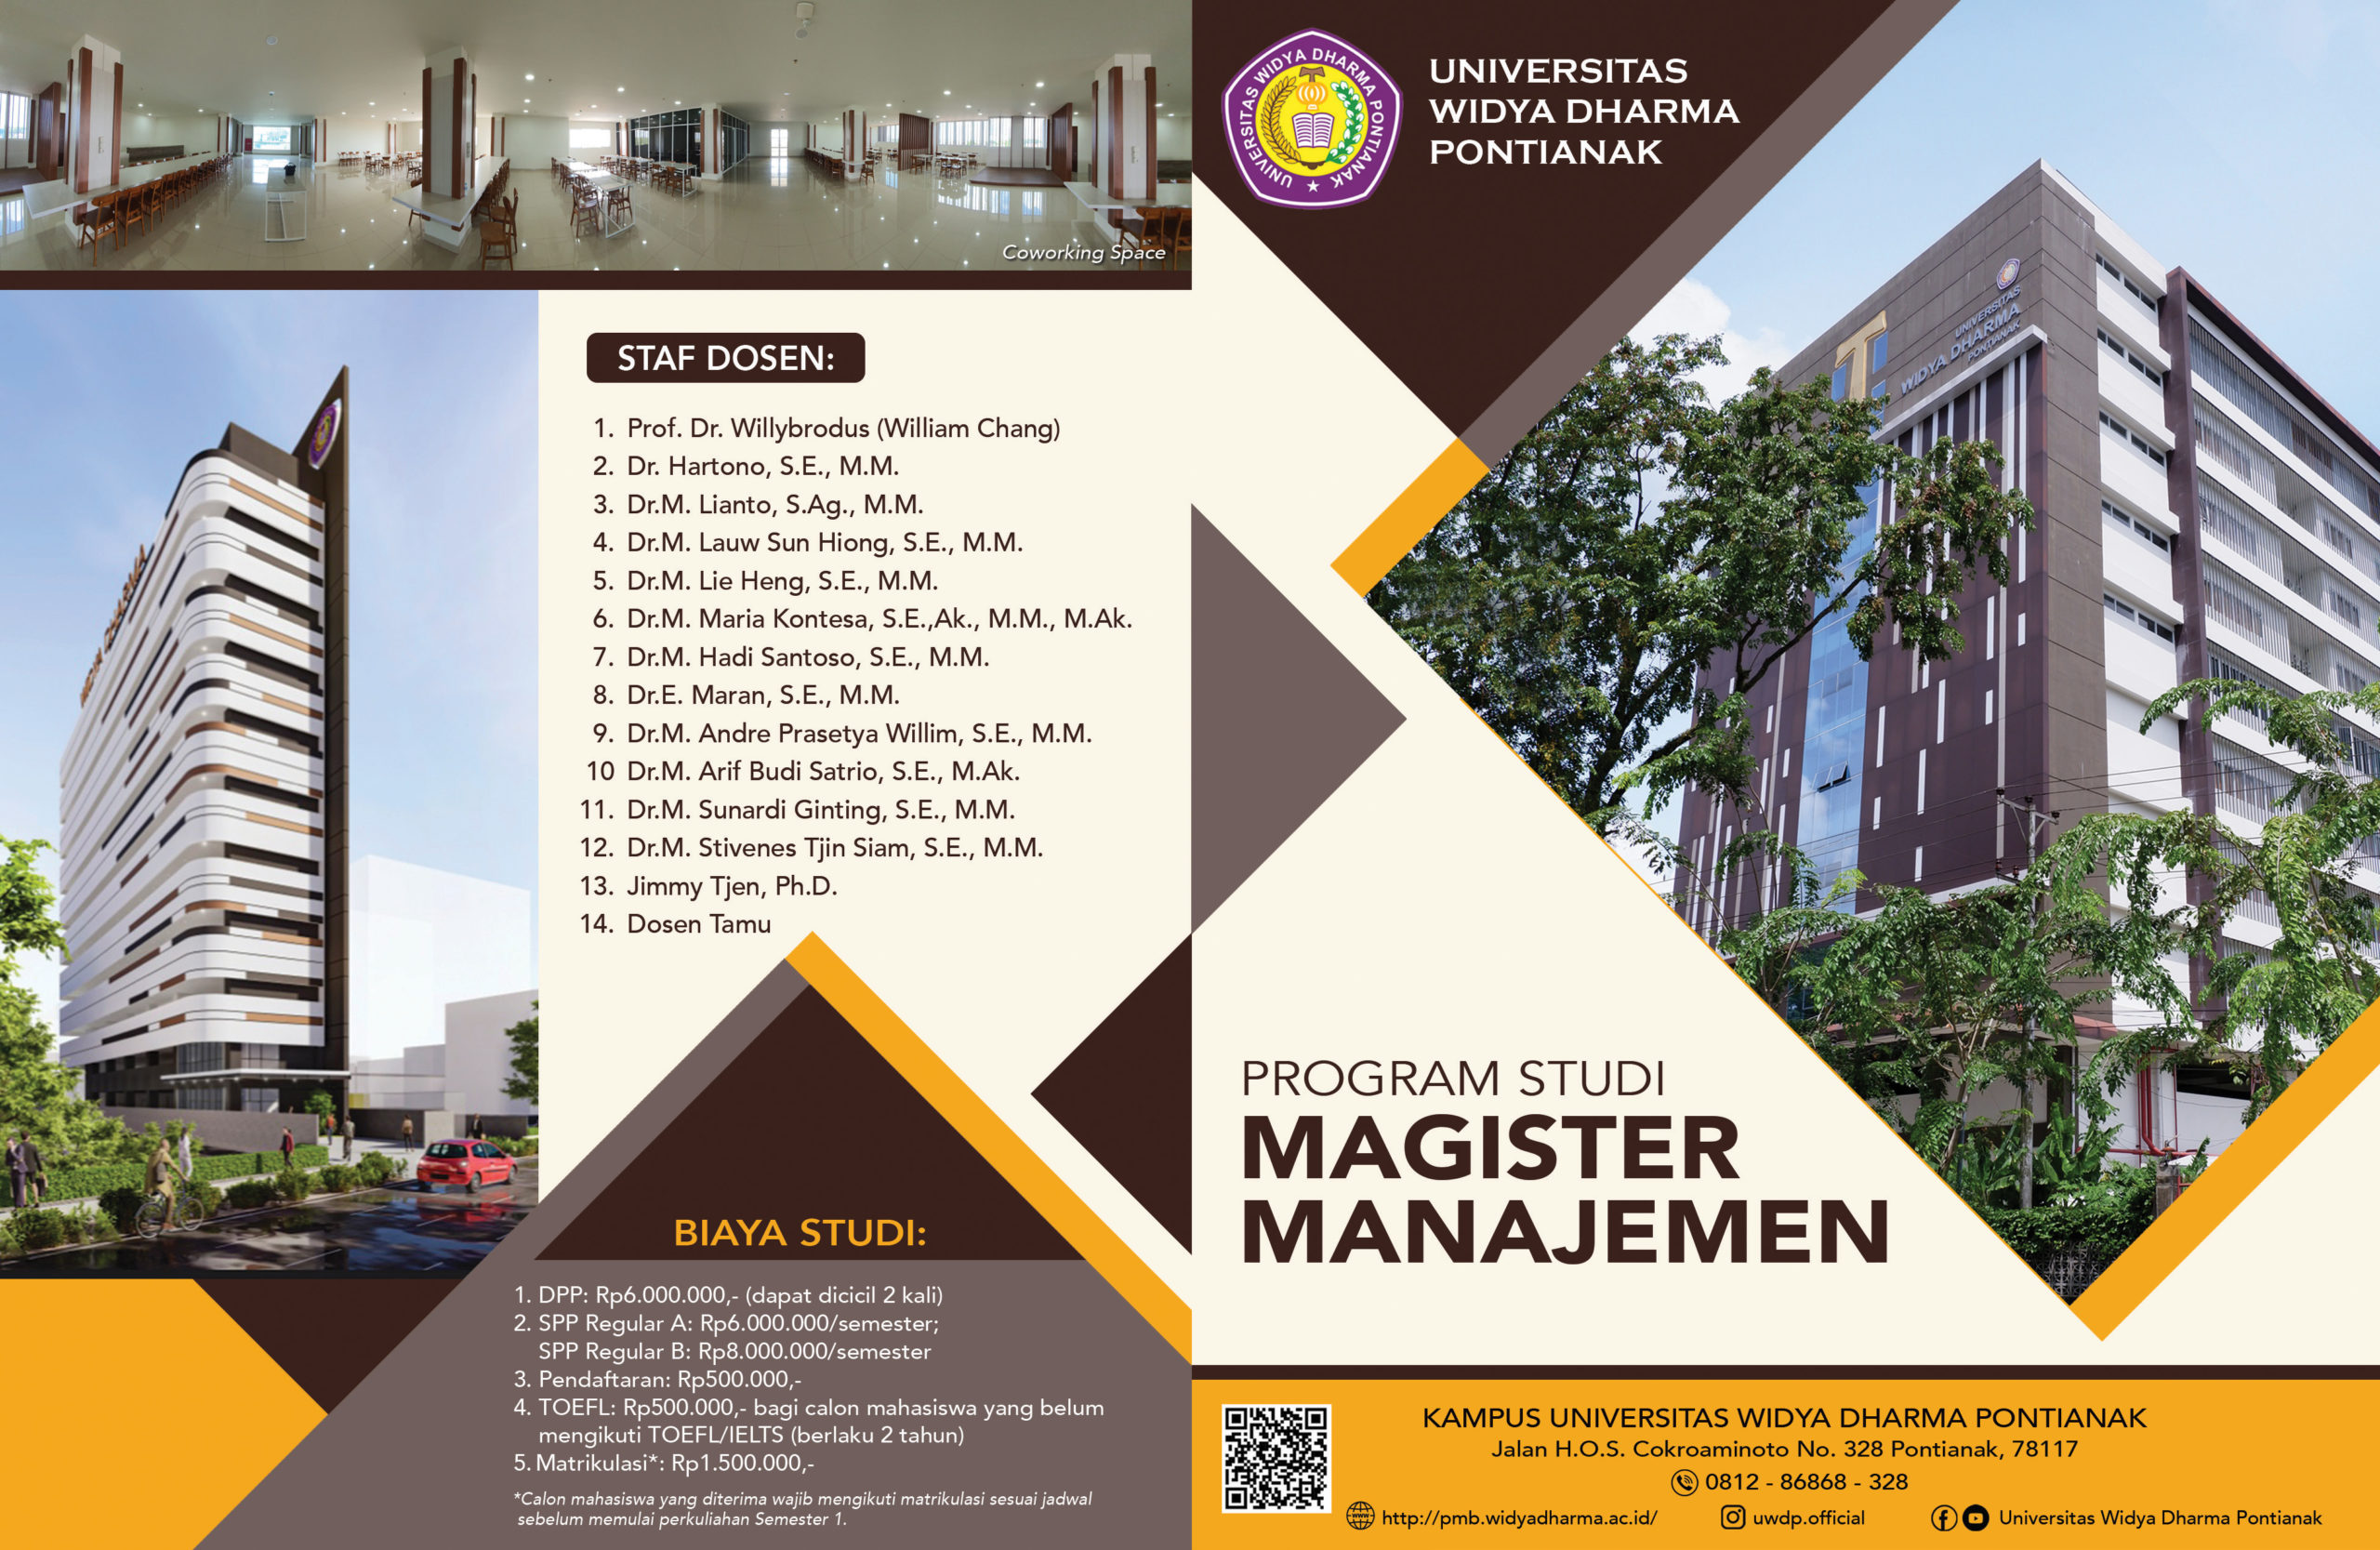 Coworking Space
STAF DOSEN:
1. Prof. Dr. Willybrodus (William Chang)
2. Dr. Hartono, S.E., M.M.
3. Dr.M. Lianto, S.Ag., M.M.
4. Dr.M. Lauw Sun Hiong, S.E., M.M.
5. Dr.M. Lie Heng, S.E., M.M.
6. Dr.M. Maria Kontesa, S.E.,Ak., M.M., M.Ak.
7. Dr.M. Hadi Santoso, S.E., M.M.
8. Dr.E. Maran, S.E., M.M.
9. Dr.M. Andre Prasetya Willim, S.E., M.M.
10 Dr.M. Arif Budi Satrio, S.E., M.Ak.
11. Dr.M. Sunardi Ginting, S.E., M.M.
12. Dr.M. Stivenes Tjin Siam, S.E., M.M.
13. Jimmy Tjen, Ph.D.
14. Dosen Tamu
BIAYA STUDI:
1. DPP: Rp6.000.000,- (dapat dicicil 2 kali)
2. SPP Regular A: Rp6.000.000/semester;
SPP Regular B: Rp8.000.000/semester
3. Pendaftaran: Rp500.000,-
4. TOEFL: Rp500.000,- bagi calon mahasiswa yang belum
mengikuti TOEFL/IELTS (berlaku 2 tahun)
5. Matrikulasi*: Rp1.500.000,-
*Calon mahasiswa yang diterima wajib mengikuti matrikulasi sesuai jadwal
sebelum memulai perkuliahan Semester 1.
UNIVERSITAS WIDYA DHARMA PONTIANAK
UNIVERSITAS
WIDYA DHARMA
PONTIANAK
UNIVERSITAS
WIDYA DHARMA
PONTIANAK
PROGRAM STUDI
MAGISTER
MANAJEMEN
KAMPUS UNIVERSITAS WIDYA DHARMA PONTIANAK
Jalan H.O.S. Cokroaminoto No. 328 Pontianak, 78117
0812 - 86868 - 328
http://pmb.widyadharma.ac.id/ uwdp.official Universitas Widya Dharma Pontianak